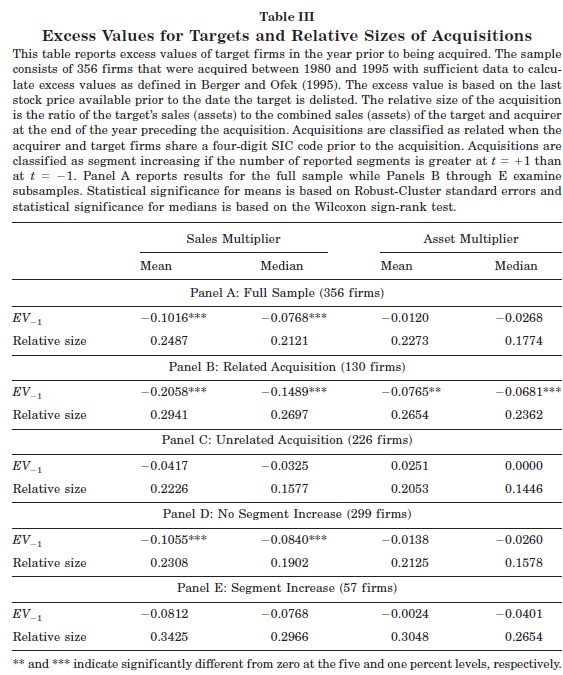 Table III
Excess Values for Targets and Relative Sizes of Acquisitions
This table reports excess values of target firms in the year prior to being acquired. The sample
consists of 356 firms that were acquired between 1980 and 1995 with sufficient data to calcu-
late excess values as defined in Berger and Ofek (1995). The excess value is based on the last
stock price available prior to the date the target is delisted. The relative size of the acquisition
is the ratio of the target's sales (assets) to the combined sales (assets) of the target and acquirer
at the end of the year preceding the acquisition. Acquisitions are classified as related when the
acquirer and target firms share a four-digit SIC code prior to the acquisition. Acquisitions are
classified as segment increasing if the number of reported segments is greater at t = +1 than
at t = −1. Panel A reports results for the full sample while Panels B through E examine
subsamples. Statistical significance for means is based on Robust-Cluster standard errors and
statistical significance for medians is based on the Wilcoxon sign-rank test.
Sales Multiplier Asset Multiplier
Mean Median Mean Median
Panel A: Full Sample (356 firms)
EV−1 −0.1016*** −0.0768*** −0.0120 −0.0268
Relative size 0.2487 0.2121 0.2273 0.1774
Panel B: Related Acquisition (130 firms)
EV−1 −0.2058*** −0.1489*** −0.0765** −0.0681***
Relative size 0.2941 0.2697 0.2654 0.2362
Panel C: Unrelated Acquisition (226 firms)
EV−1 −0.0417 −0.0325 0.0251 0.0000
Relative size 0.2226 0.1577 0.2053 0.1446
Panel D: No Segment Increase (299 firms)
EV−1 −0.1055*** −0.0840*** −0.0138 −0.0260
Relative size 0.2308 0.1902 0.2125 0.1578
Panel E: Segment Increase (57 firms)
EV−1 −0.0812 −0.0768 −0.0024 −0.0401
Relative size 0.3425 0.2966 0.3048 0.2654
** and *** indicate significantly different from zero at the five and one percent levels, respectively.